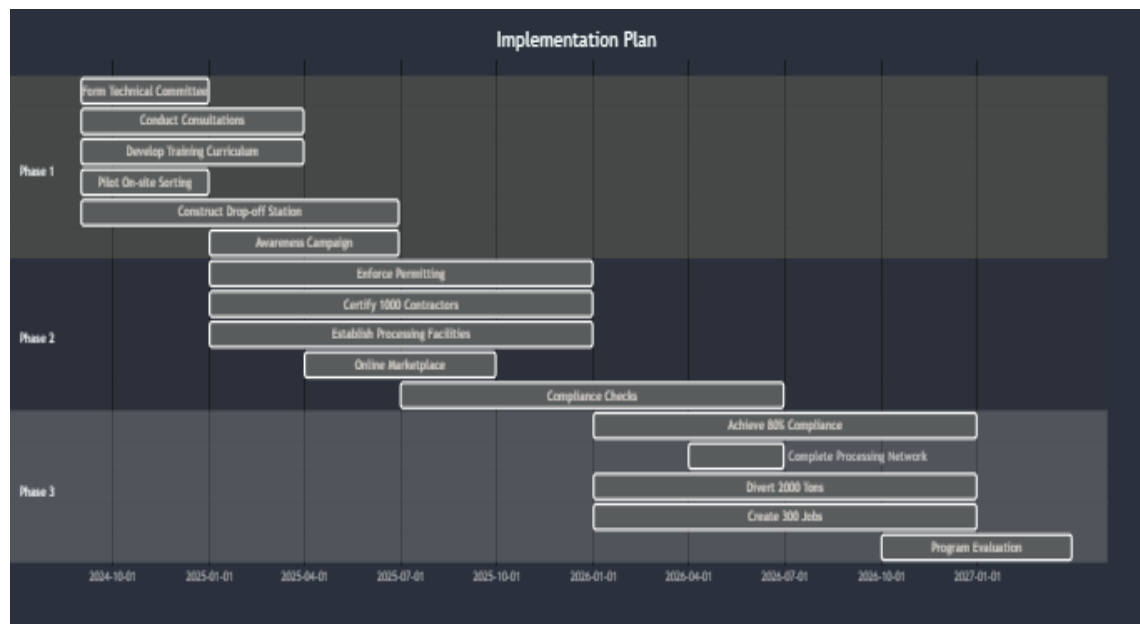 Implementation Plan
Form Technical Committee
Conduct Consultations
Develop Training Curriculum
Phase 1
Pilot On-site Sorting
Construct Drop-off Station
Awareness Campaign
Enforce Permitting
Certify 1000 Contractors
Establish Processing Facilities
Phase 2
Online Marketplace
Compliance Checks
Achieve 80% Compliance
Complete Processing Network
Phase 3
Divert 2000 Tons
Create 300 Jobs
Program Evaluation
2024-10-01 2025-01-01 2025-04-01 2025-07-01 2025-10-01 2026-01-01 2026-04-01 2026-07-01 2026-10-01 2027-01-01